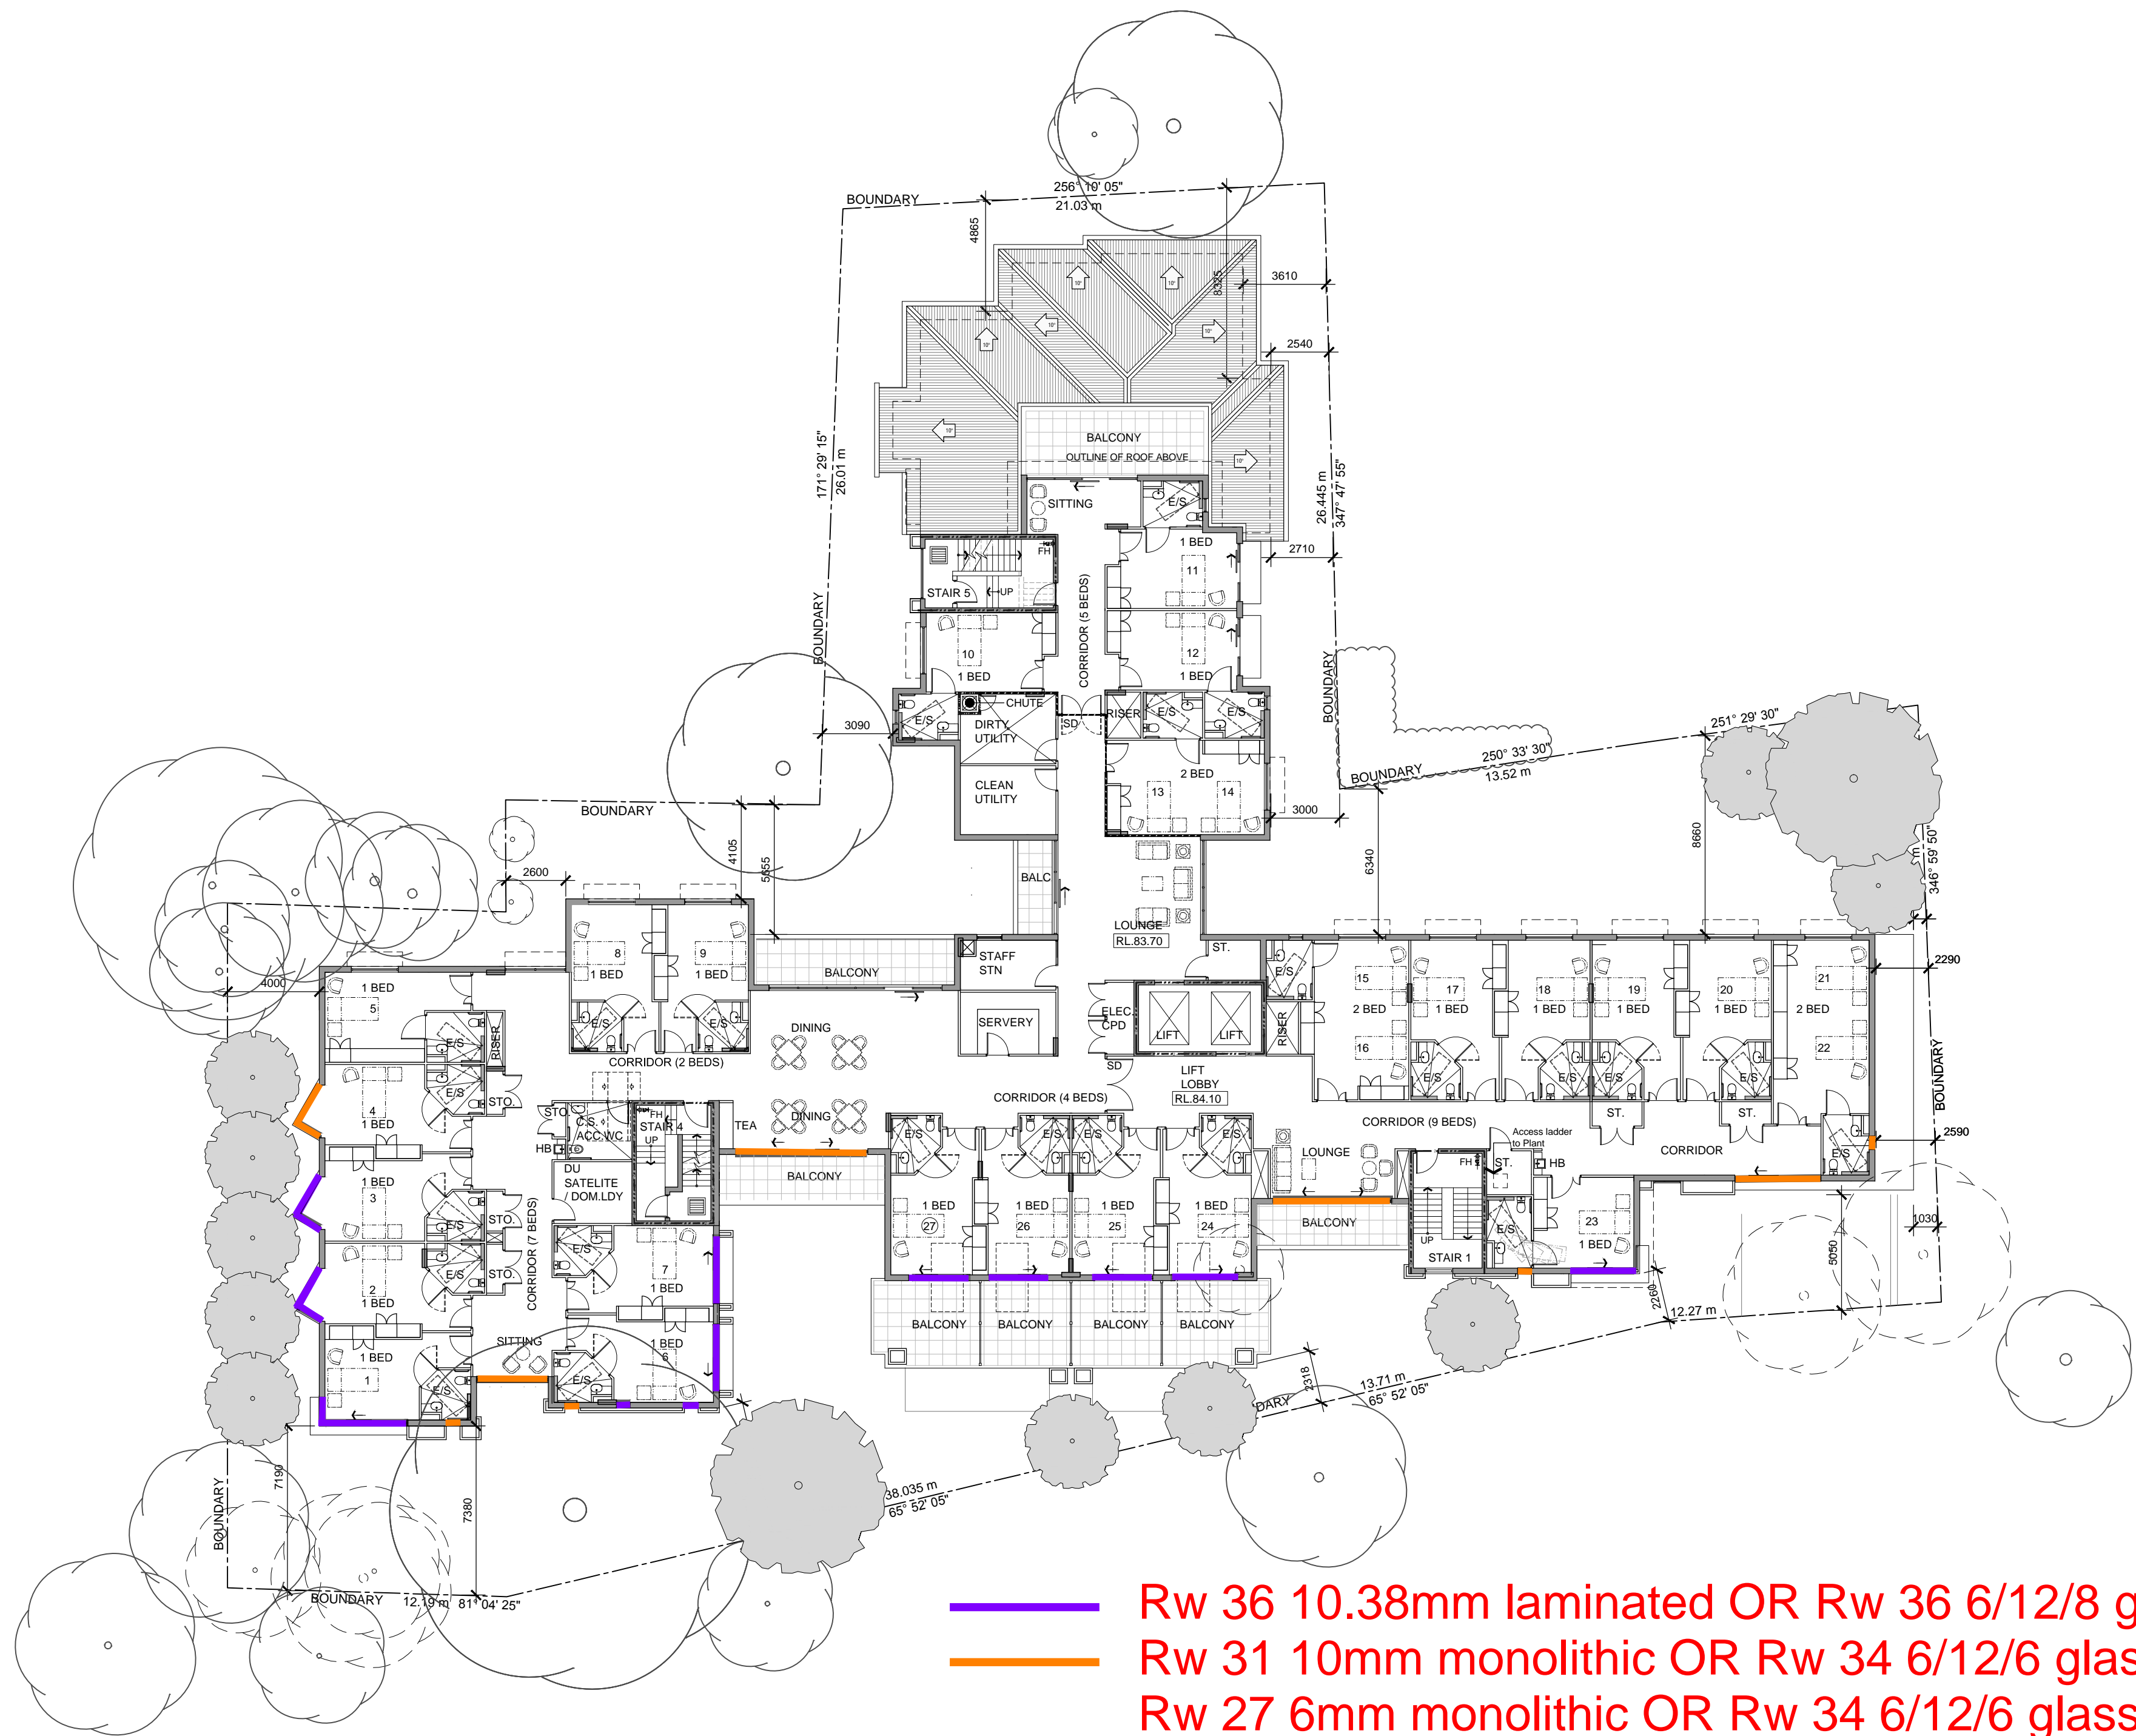 256° 10' 05"
BOUNDARY
21.03 m
4865
8325
3610
10°
10°
10°
10°
10°
2540
10°
10°
BALCONY
OUTLINE OF ROOF ABOVE
171° 29' 15"
26.01 m
26.445 m
347° 47' 55"
SITTING
E/S
FH
1 BED
2710
11
STAIR 5
UP
BOUNDARY
CORRIDOR (5 BEDS)
10
12
1 BED
1 BED
BOUNDARY
CHUTE
E/S
DIRTY
UTILITY
SD
RISER
E/S
E/S
3090
251° 29' 30"
250° 33' 30"
2 BED
BOUNDARY
13.52 m
CLEAN
UTILITY
13
14
3000
BOUNDARY
4105
5555
6340
8660
346° 59' 50"
m
2600
BALC
LOUNGE
RL.83.70
ST.
STAFF
STN
8
9
1 BED
1 BED
BALCONY
4000
1 BED
5
E/S
15
17
18
19
20
21
2290
2 BED
1 BED
1 BED
1 BED
1 BED
2 BED
16
22
ELEC.
CPD
LIFT
LIFT
RISER
SERVERY
DINING
E/S
E/S
E/S
RISER
CORRIDOR (2 BEDS)
SD
LIFT
LOBBY
RL.84.10
E/S
E/S
E/S
E/S
BOUNDARY
4
1 BED
E/S
STO.
STO.
C.S.
ACC.WC
FH
STAIR 4
UP
HB
TEA
DINING
CORRIDOR (4 BEDS)
CORRIDOR (9 BEDS)
ST.
ST.
Access ladder
to Plant
CORRIDOR
2590
E/S
E/S
E/S
E/S
E/S
LOUNGE
FH
ST.
HB
DU
SATELITE
/ DOM.LDY
BALCONY
1 BED
3
E/S
STO.
1 BED
1 BED
1 BED
1 BED
27
26
25
24
BALCONY
UP
STAIR 1
E/S
23
1 BED
1030
5050
2260
12.27 m
2
1 BED
E/S
STO.
CORRIDOR (7 BEDS)
E/S
7
1 BED
BALCONY
BALCONY
BALCONY
BALCONY
SITTING
1 BED
6
E/S
1 BED
1
E/S
2318
13.71 m
65° 52' 05"
DARY
7190
7380
BOUNDARY
38.035 m
65° 52' 05"
BOUNDARY
12.19 m
81° 04' 25"
Rw 36 10.38mm laminated OR Rw 36 6/12/8 g
Rw 31 10mm monolithic OR Rw 34 6/12/6 glas
Rw 27 6mm monolithic OR Rw 34 6/12/6 glass